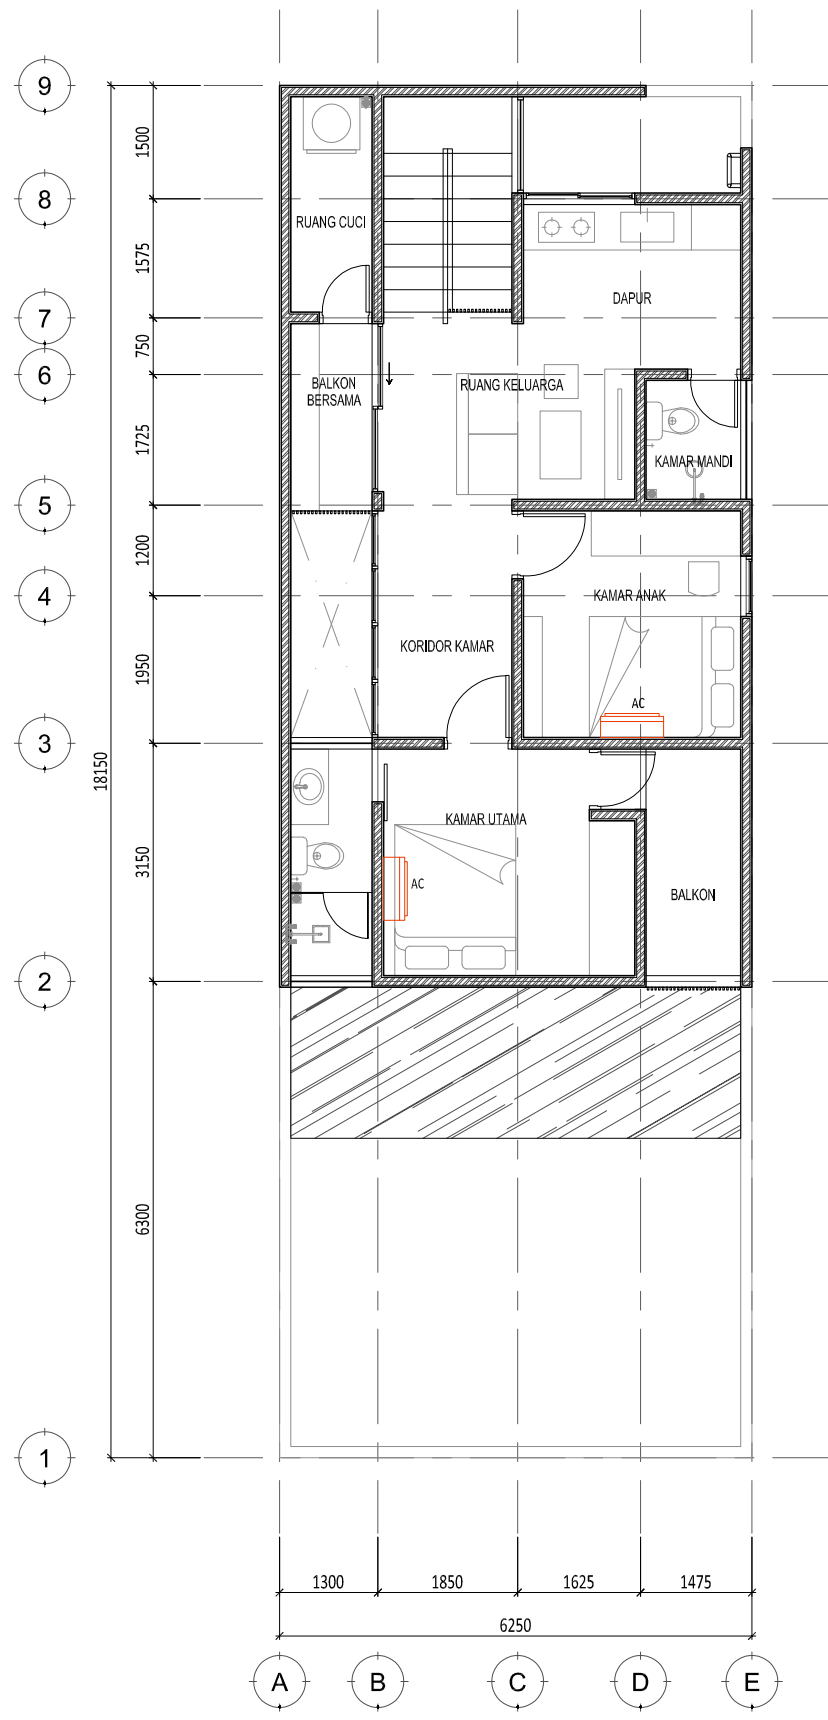 9
1500
8
RUANG CUCI
1575
DAPUR
7
750
6
BALKON
BERSAMA
RUANG KELUARGA
1725
KAMAR MANDI
5
1200
4
KAMAR ANAK
KORIDOR KAMAR
1950
AC
3
18150
KAMAR UTAMA
3150
AC
BALKON
2
6300
1
1300
1850
1625
1475
6250
A
B
C
D
E